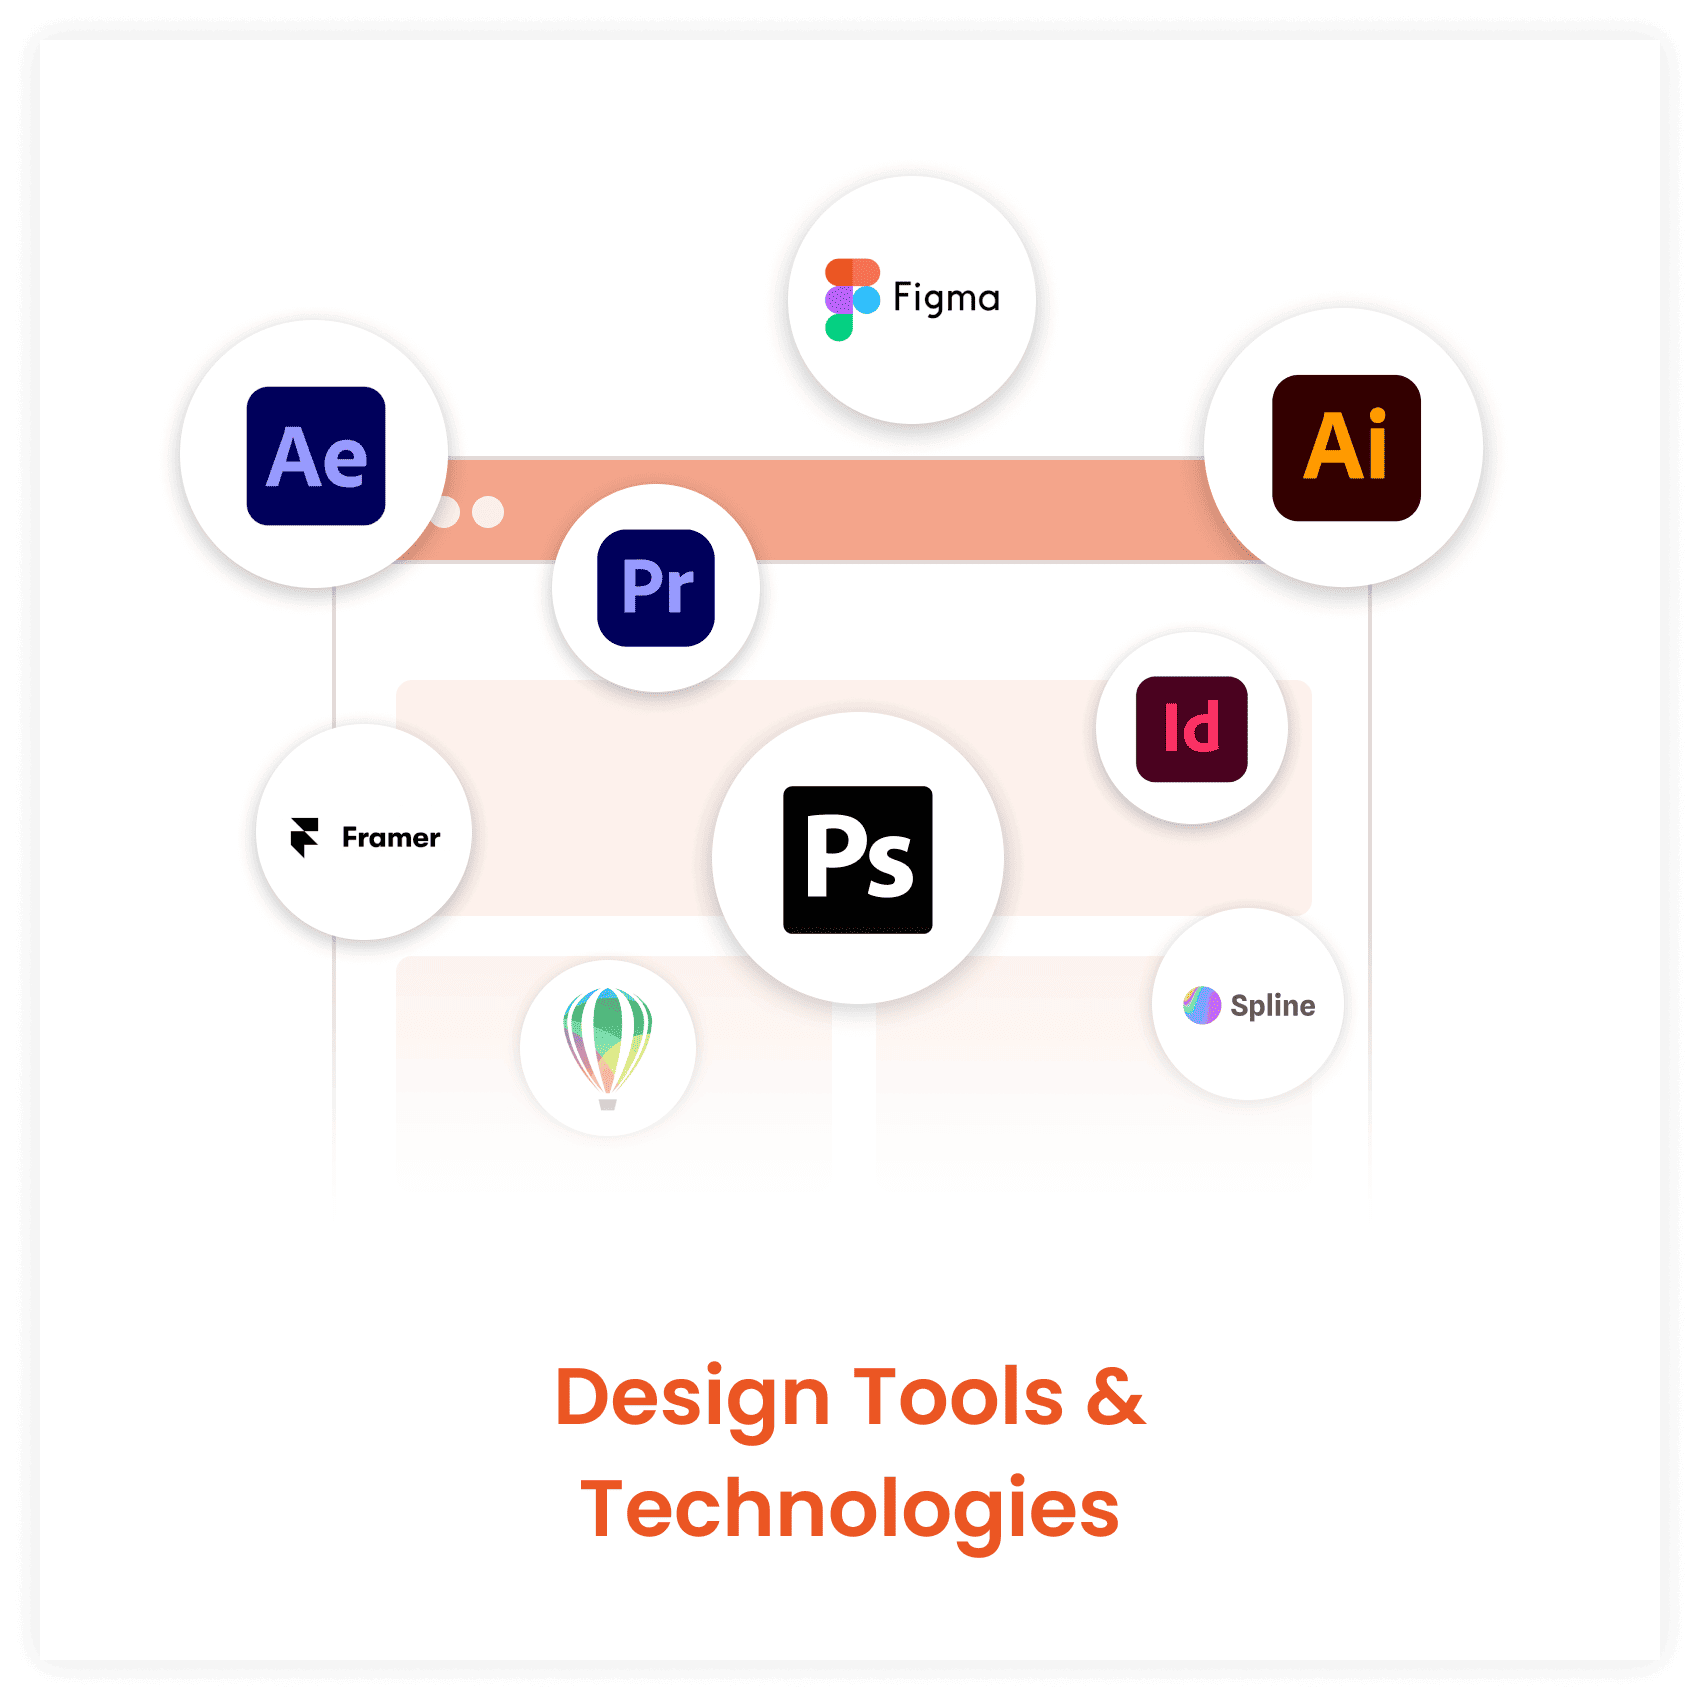 Figma
Ae
Ai
Pr
Id
Framer
Ps
Spline
Design Tools &
Technologies